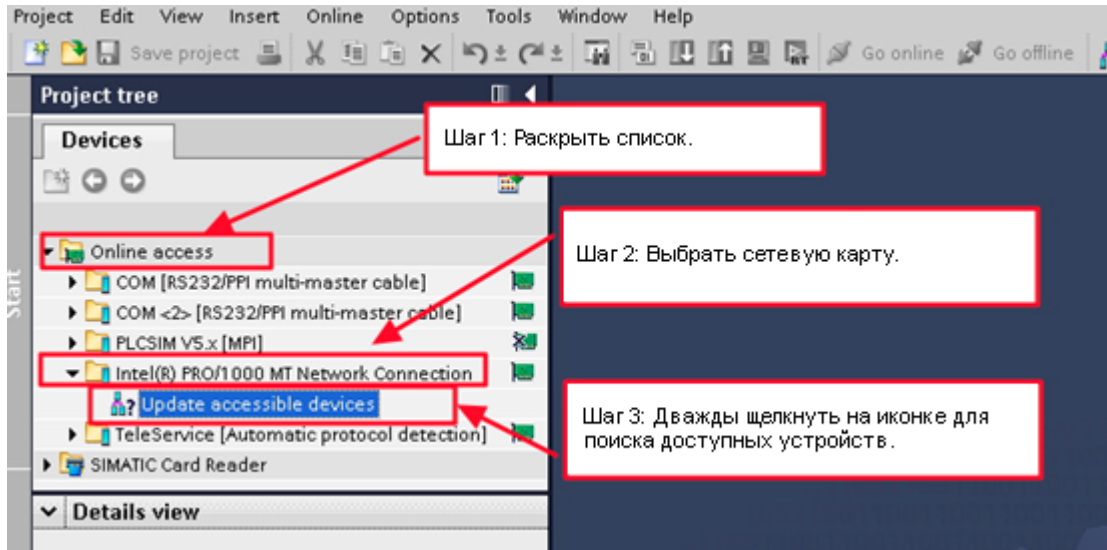 Project Edit View Insert Online Options Tools Window Help
Save project Go online Go offline
Project tree
Devices
Шаг 1: Раскрыть список.
Online access
COM [RS232/PPI multi-master cable]
COM <2> [RS232/PPI multi-master cable]
PLCSIM V5.x [MPI]
Intel(R) PRO/1000 MT Network Connection
Update accessible devices
TeleService [Automatic protocol detection]
SIMATIC Card Reader
Details view
Шаг 2: Выбрать сетевую карту.
Шаг 3: Дважды щелкнуть на иконке для
поиска доступных устройств.
Start